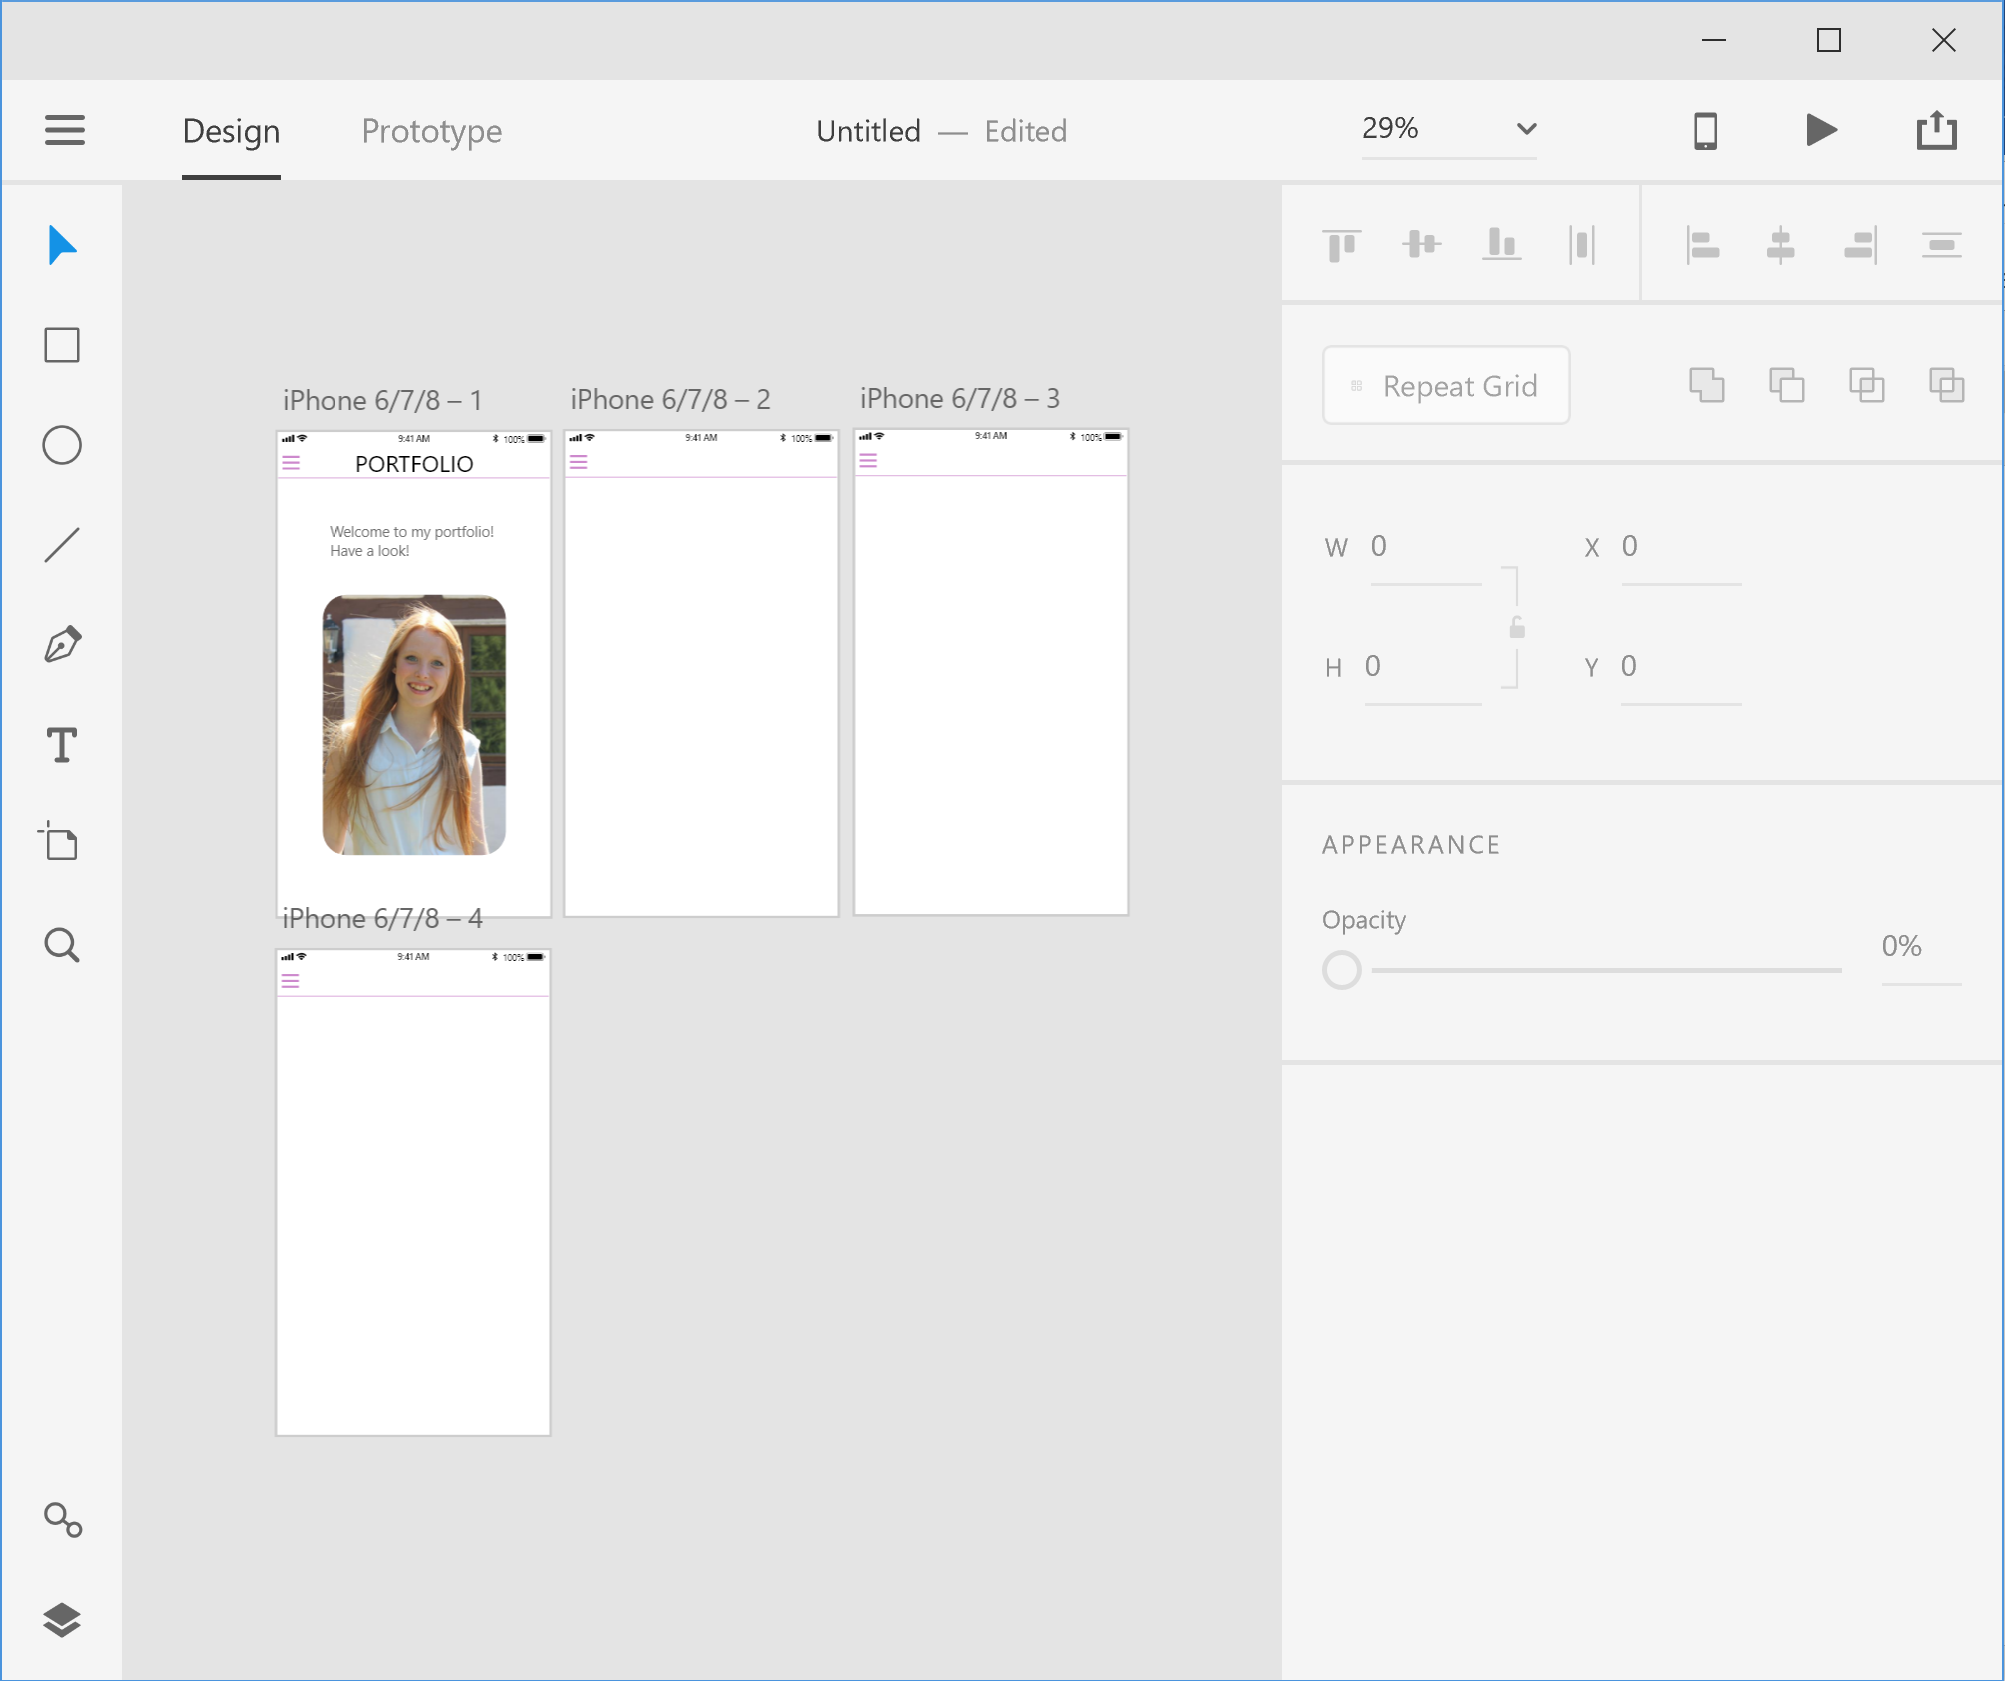 Design Prototype Untitled — Edited 29%
iPhone 6/7/8 – 1
9:41 AM 100%
PORTFOLIO
Welcome to my portfolio!
Have a look!
iPhone 6/7/8 – 2
9:41 AM 100%
iPhone 6/7/8 – 3
9:41 AM 100%
iPhone 6/7/8 – 4
9:41 AM 100%
Repeat Grid
W 0 X 0
H 0 Y 0
APPEARANCE
Opacity
0%